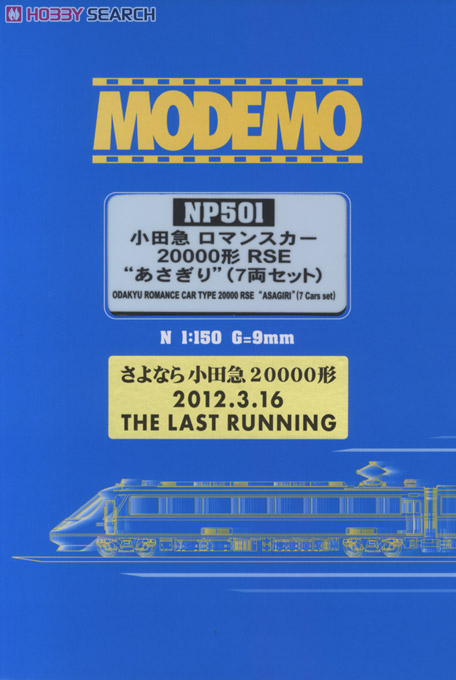 HOBBY SEARCH
MODEMO
NP501
小田急 ロマンスカー
20000形 RSE
“あさぎり”(7両セット)
ODAKYU ROMANCE CAR TYPE 20000 RSE “ASAGIRI”(7 Cars set)
N 1:150 G=9mm
さよなら小田急20000形
2012.3.16
THE LAST RUNNING